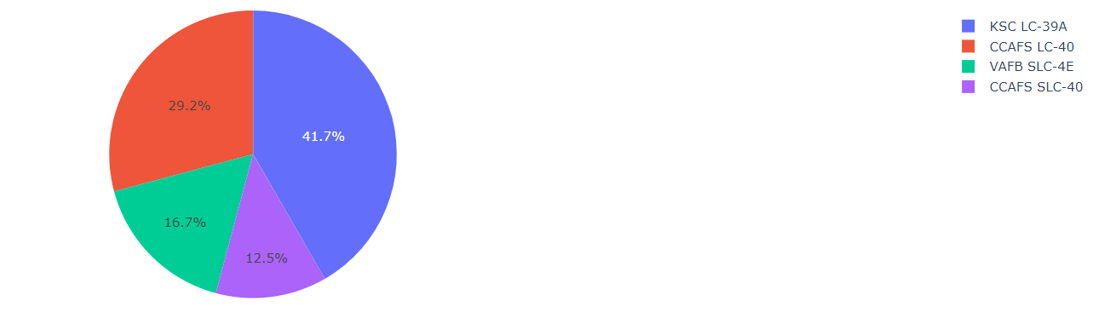 29.2%
41.7%
16.7%
12.5%
KSC LC-39A
CCAFS LC-40
VAFB SLC-4E
CCAFS SLC-40